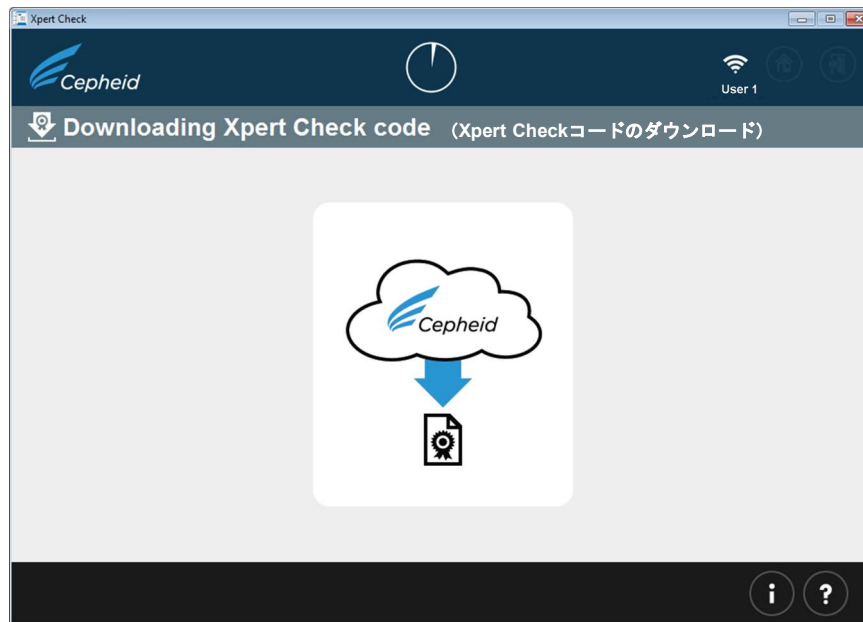 Xpert Check
Cepheid
User 1
Downloading Xpert Check code （Xpert Checkコードのダウンロード）
Cepheid
i ?